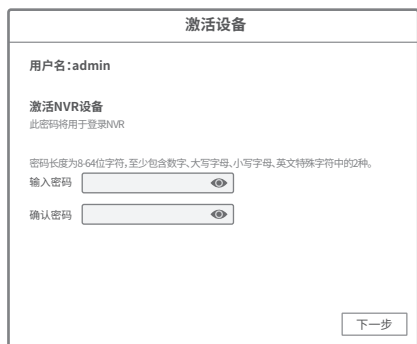 激活设备
用户名:admin
激活NVR设备
此密码将用于登录NVR
密码长度为8-64位字符,至少包含数字、大写字母、小写字母、英文特殊字符中的2种。
输入密码
确认密码
下一步